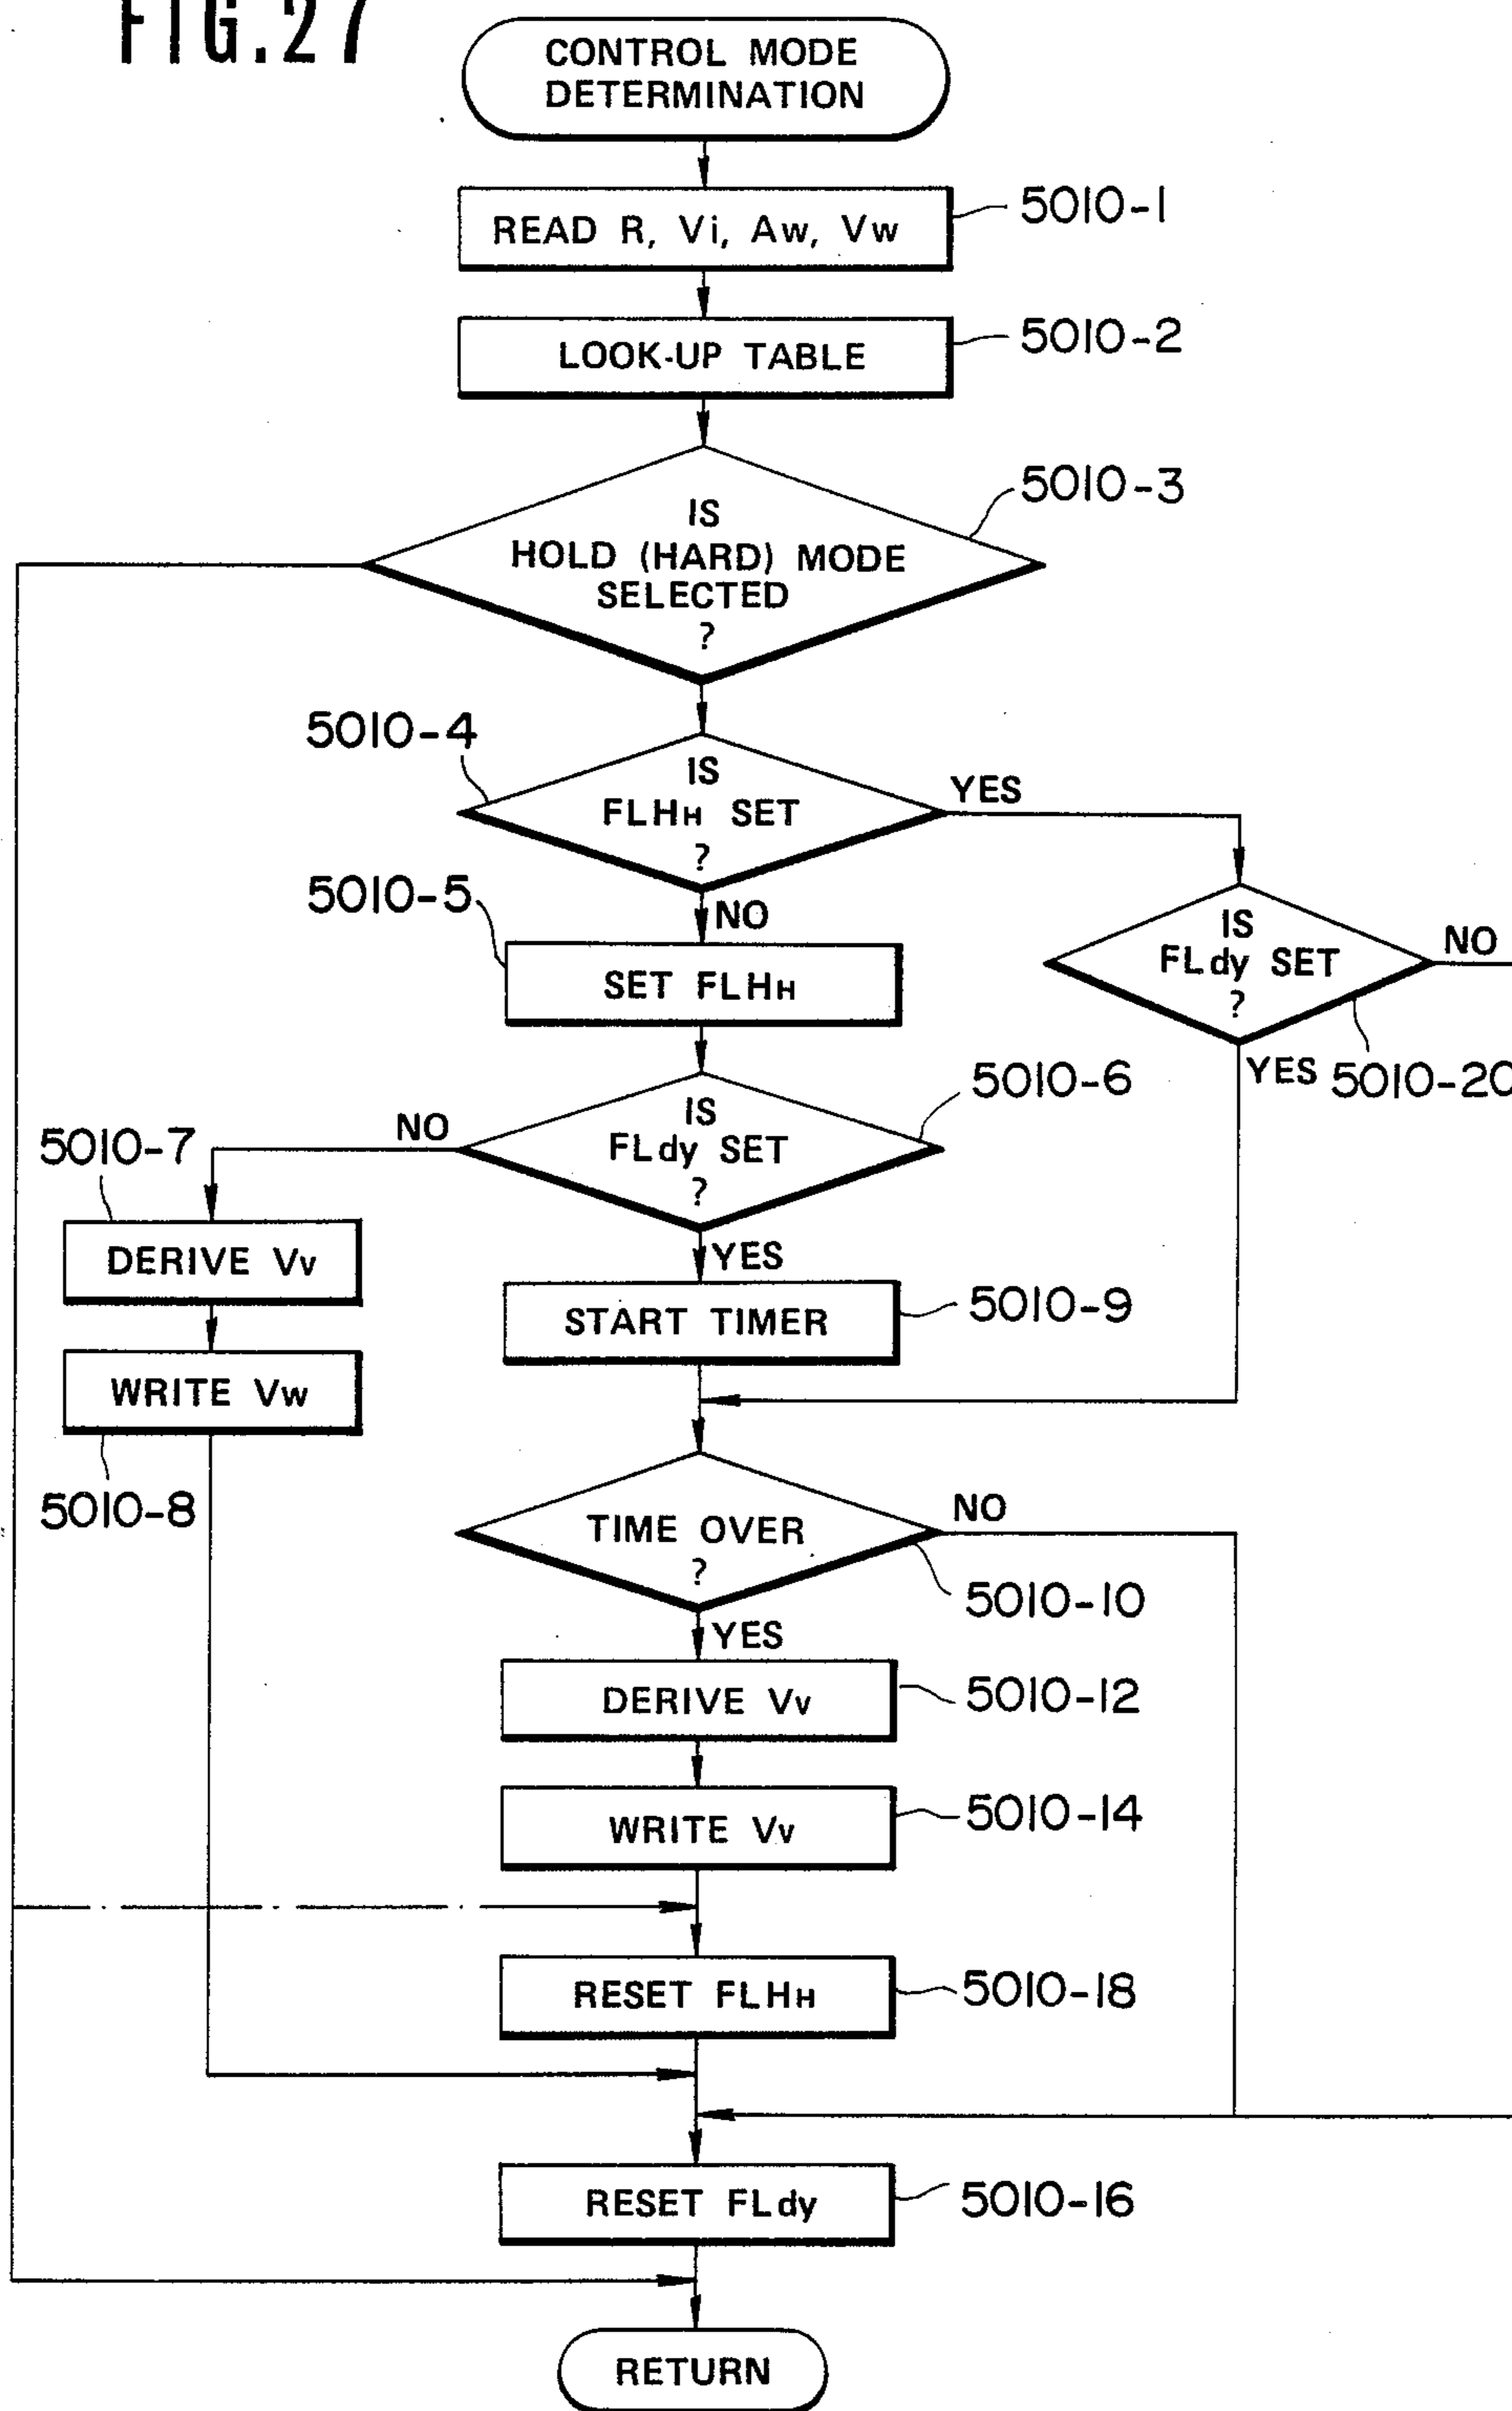 FIG.27
CONTROL MODE
DETERMINATION
READ R, Vi, Aw, Vw
5010-1
LOOK-UP TABLE
5010-2
IS
HOLD (HARD) MODE
SELECTED
?
5010-3
5010-4
IS
FLHH SET
?
YES
NO
5010-5
SET FLHH
IS
FLdy SET
?
NO
YES
5010-20
5010-6
IS
FLdy SET
?
NO
YES
5010-7
DERIVE Vv
WRITE Vw
5010-8
START TIMER
5010-9
TIME OVER
?
NO
5010-10
YES
DERIVE Vv
5010-12
WRITE Vv
5010-14
RESET FLHH
5010-18
RESET FLdy
5010-16
RETURN